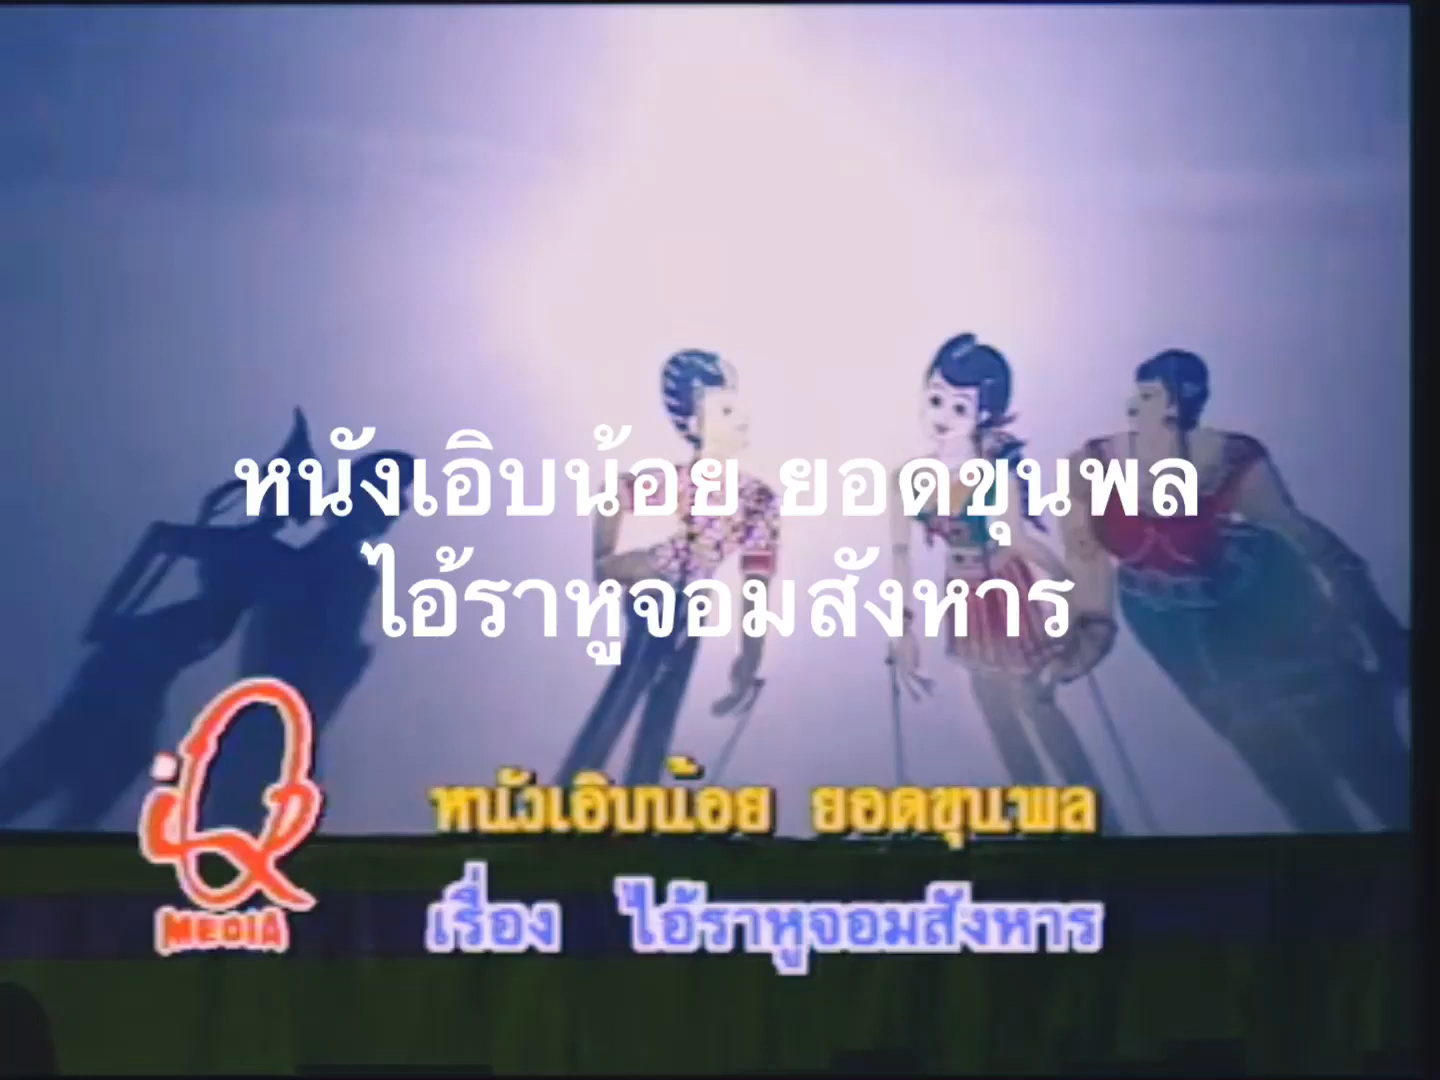 หนังเอิบน้อย ยอดขุนพล
ไอ้ราหูจอมสังหาร
iQ
MEDIA
หนังเอิบน้อย ยอดขุนพล
เรื่อง ไอ้ราหูจอมสังหาร